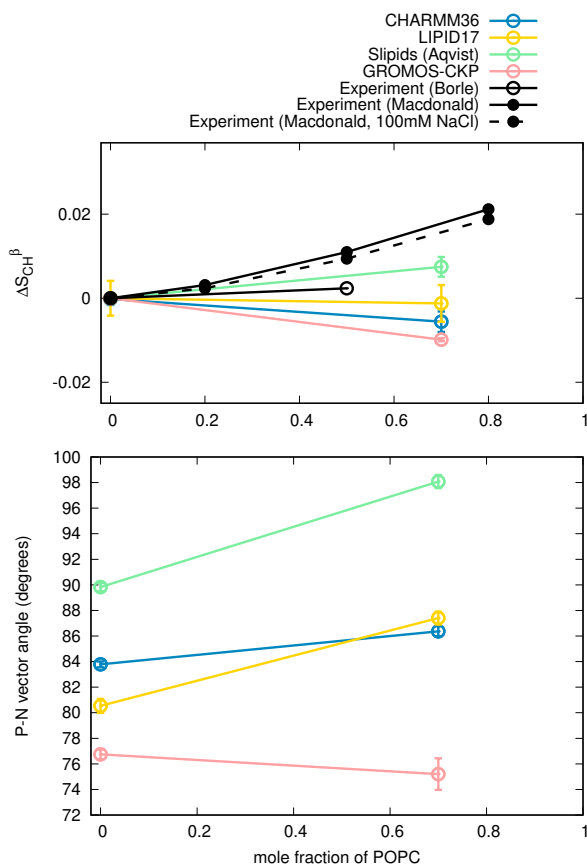 CHARMM36
LIPID17
Slipids (Aqvist)
GROMOS-CKP
Experiment (Borle)
Experiment (Macdonald)
Experiment (Macdonald, 100mM NaCl)
ΔS_CH^β
0.02
0
-0.02
0 0.2 0.4 0.6 0.8 1
P-N vector angle (degrees)
100
98
96
94
92
90
88
86
84
82
80
78
76
74
72
0 0.2 0.4 0.6 0.8 1
mole fraction of POPC